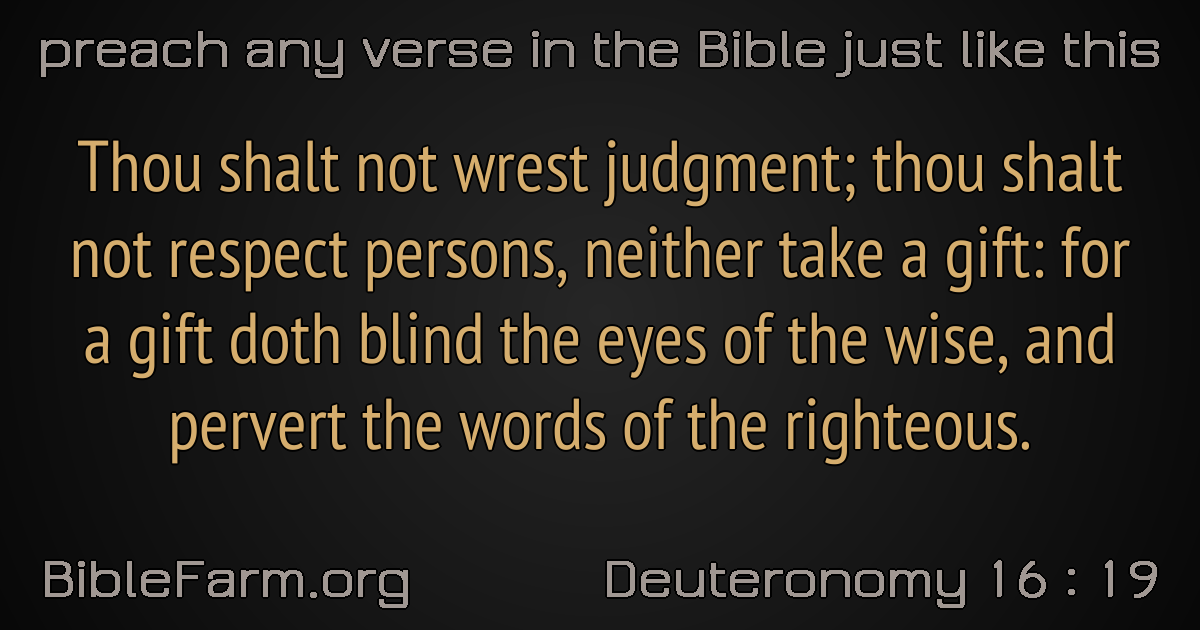 preach any verse in the Bible just like this
Thou shalt not wrest judgment; thou shalt
not respect persons, neither take a gift: for
a gift doth blind the eyes of the wise, and
pervert the words of the righteous.
BibleFarm.org
Deuteronomy 16 : 19